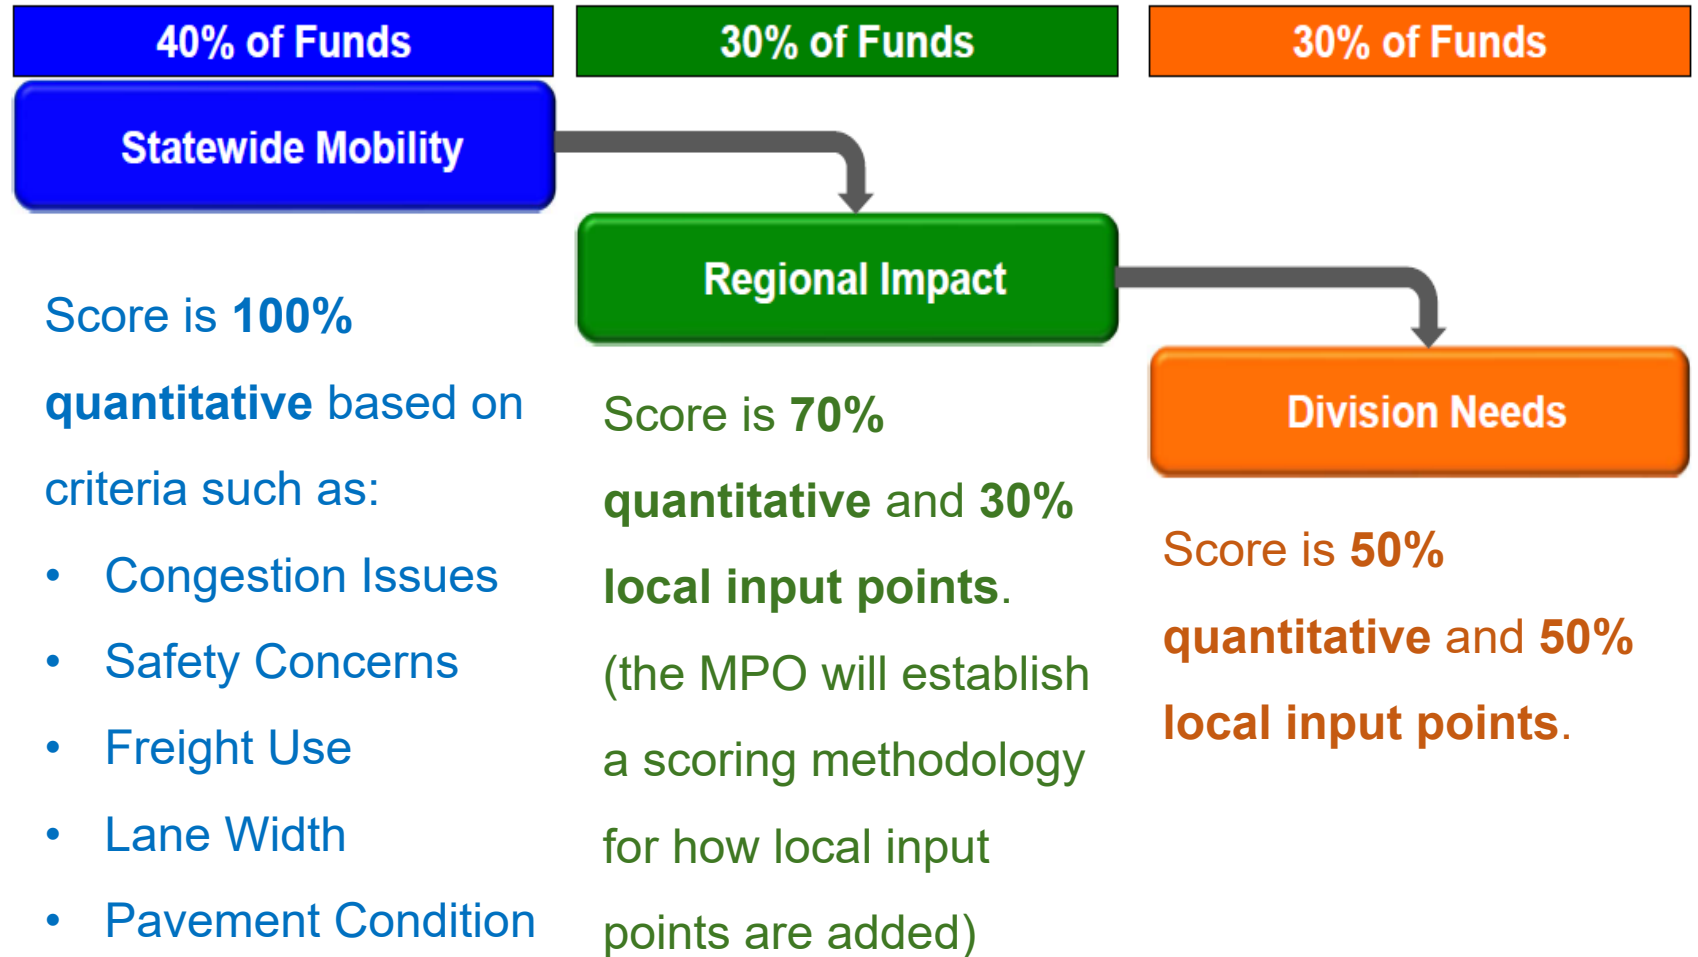 40% of Funds
30% of Funds
30% of Funds
Statewide Mobility
Regional Impact
Division Needs
Score is 100%
quantitative based on
criteria such as:
• Congestion Issues
• Safety Concerns
• Freight Use
• Lane Width
• Pavement Condition
Score is 70%
quantitative and 30%
local input points.
(the MPO will establish
a scoring methodology
for how local input
points are added)
Score is 50%
quantitative and 50%
local input points.